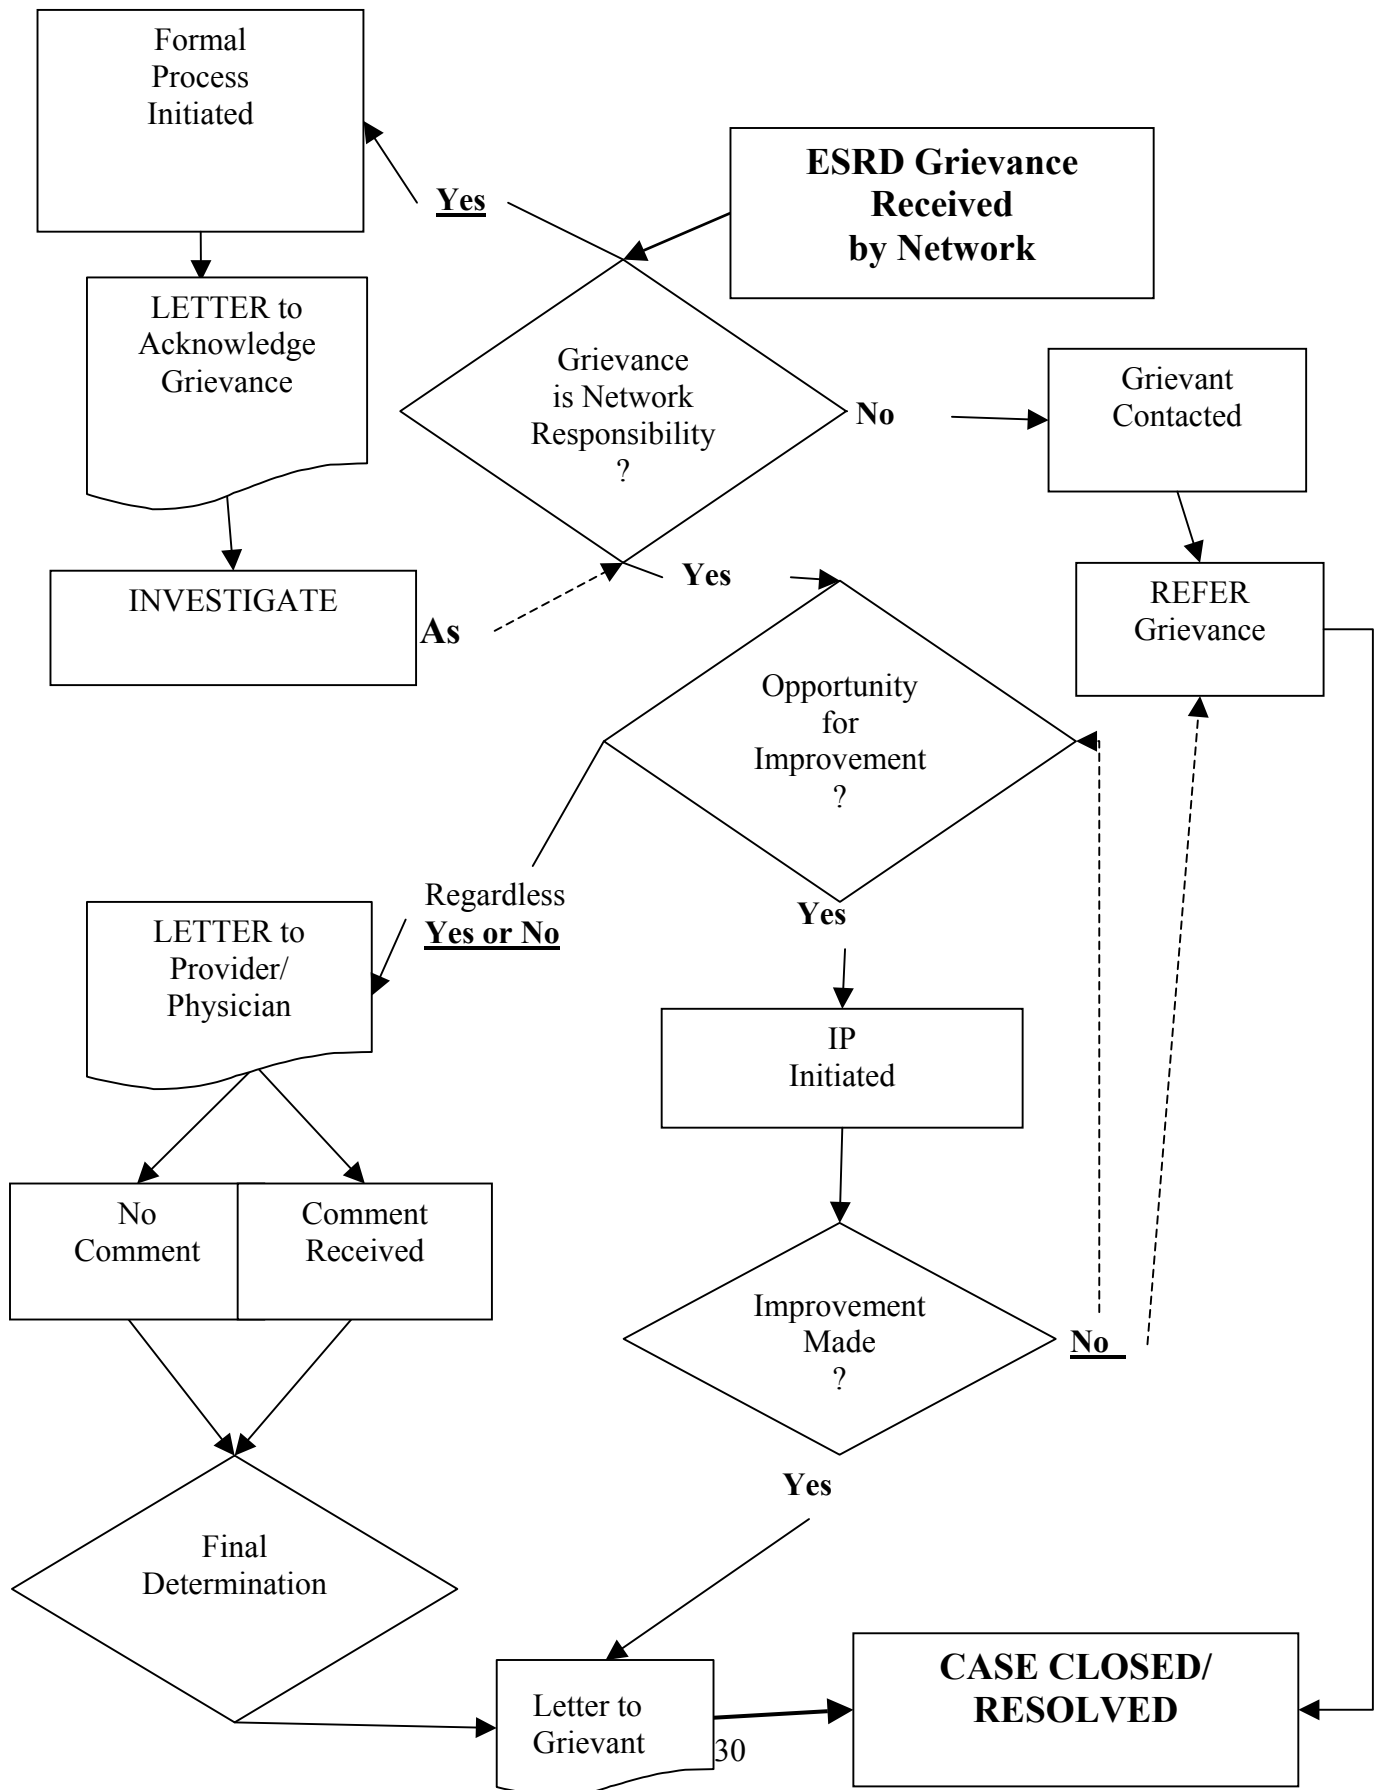 Formal
Process
Initiated
ESRD Grievance
Received
by Network
Yes
LETTER to
Acknowledge
Grievance
Grievance
is Network
Responsibility
?
No
Grievant
Contacted
INVESTIGATE
As
Yes
REFER
Grievance
Opportunity
for
Improvement
?
Regardless
Yes or No
Yes
LETTER to
Provider/
Physician
IP
Initiated
No
Comment
Comment
Received
Improvement
Made
?
No
Yes
Final
Determination
Letter to
Grievant
CASE CLOSED/
RESOLVED
30